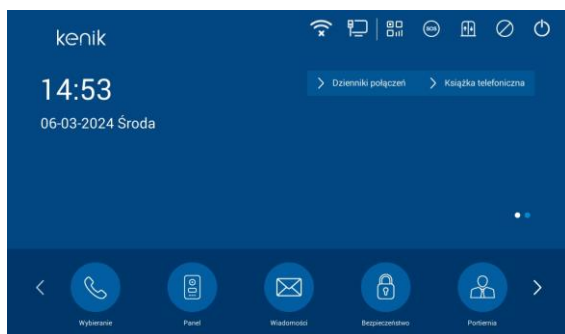 kenik
SOS
14:53
Dzienniki połączeń
Książka telefoniczna
06-03-2024 Środa
Wybieranie
Panel
Wiadomości
Bezpieczeństwo
Portiernia